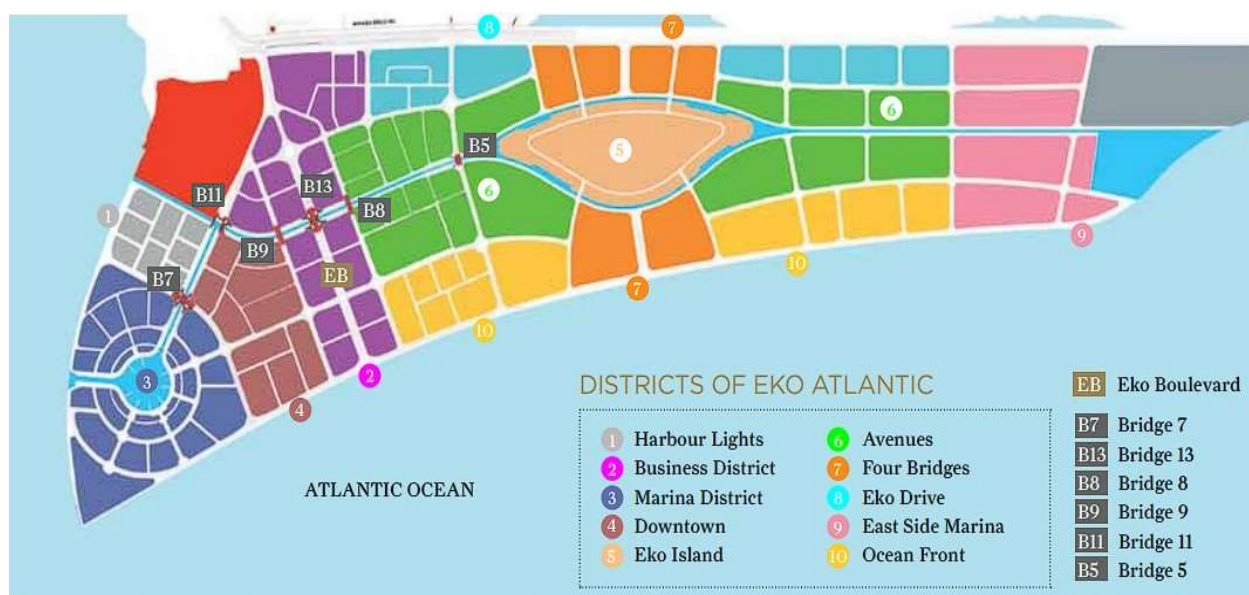 8
7
6
5
B5
B13
B11
B8
6
1
B9
EB
B7
9
10
7
10
3
2
4
DISTRICTS OF EKO ATLANTIC
1 Harbour Lights
2 Business District
3 Marina District
4 Downtown
5 Eko Island
6 Avenues
7 Four Bridges
8 Eko Drive
9 East Side Marina
10 Ocean Front
EB Eko Boulevard
B7 Bridge 7
B13 Bridge 13
B8 Bridge 8
B9 Bridge 9
B11 Bridge 11
B5 Bridge 5
ATLANTIC OCEAN